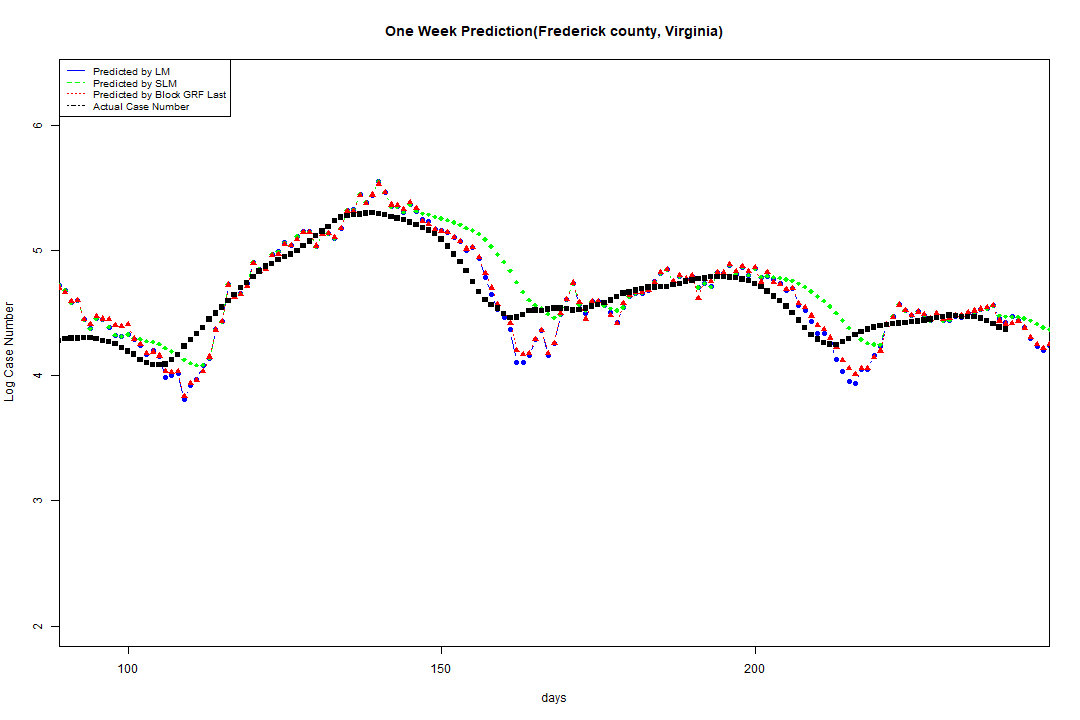 One Week Prediction(Frederick county, Virginia)
Predicted by LM
Predicted by SLM
Predicted by Block GRF Last
Actual Case Number
6
5
4
3
2
Log Case Number
100 150 200
days